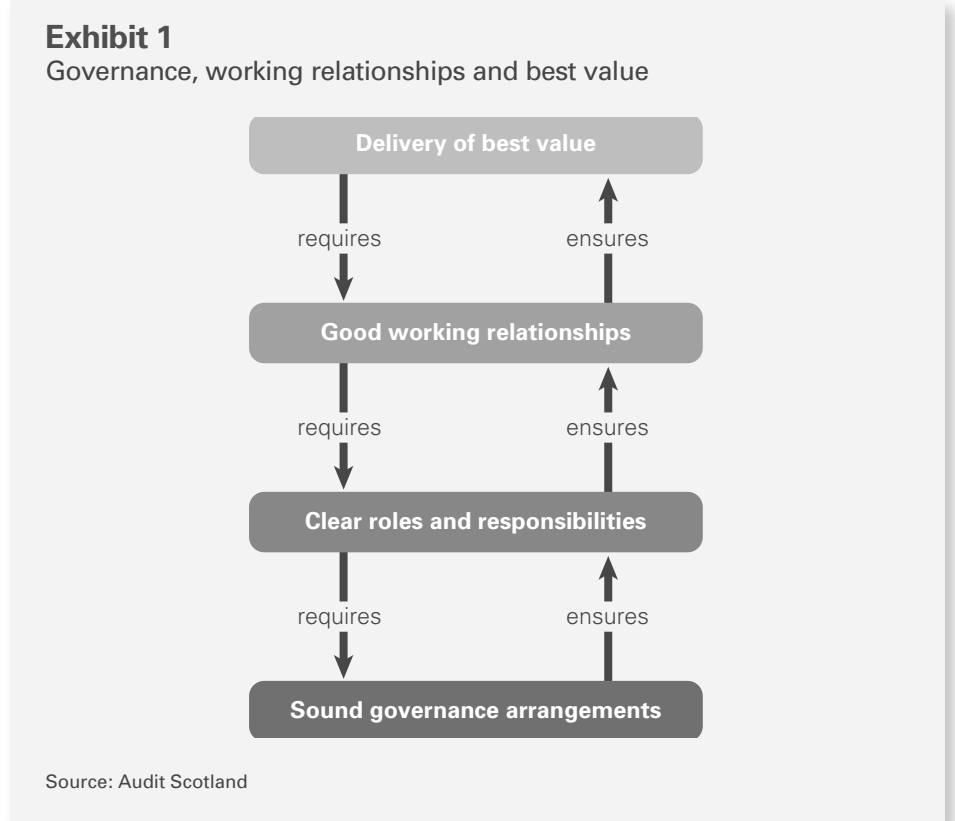 Exhibit 1
Governance, working relationships and best value
Delivery of best value
requires
ensures
Good working relationships
requires
ensures
Clear roles and responsibilities
requires
ensures
Sound governance arrangements
Source: Audit Scotland